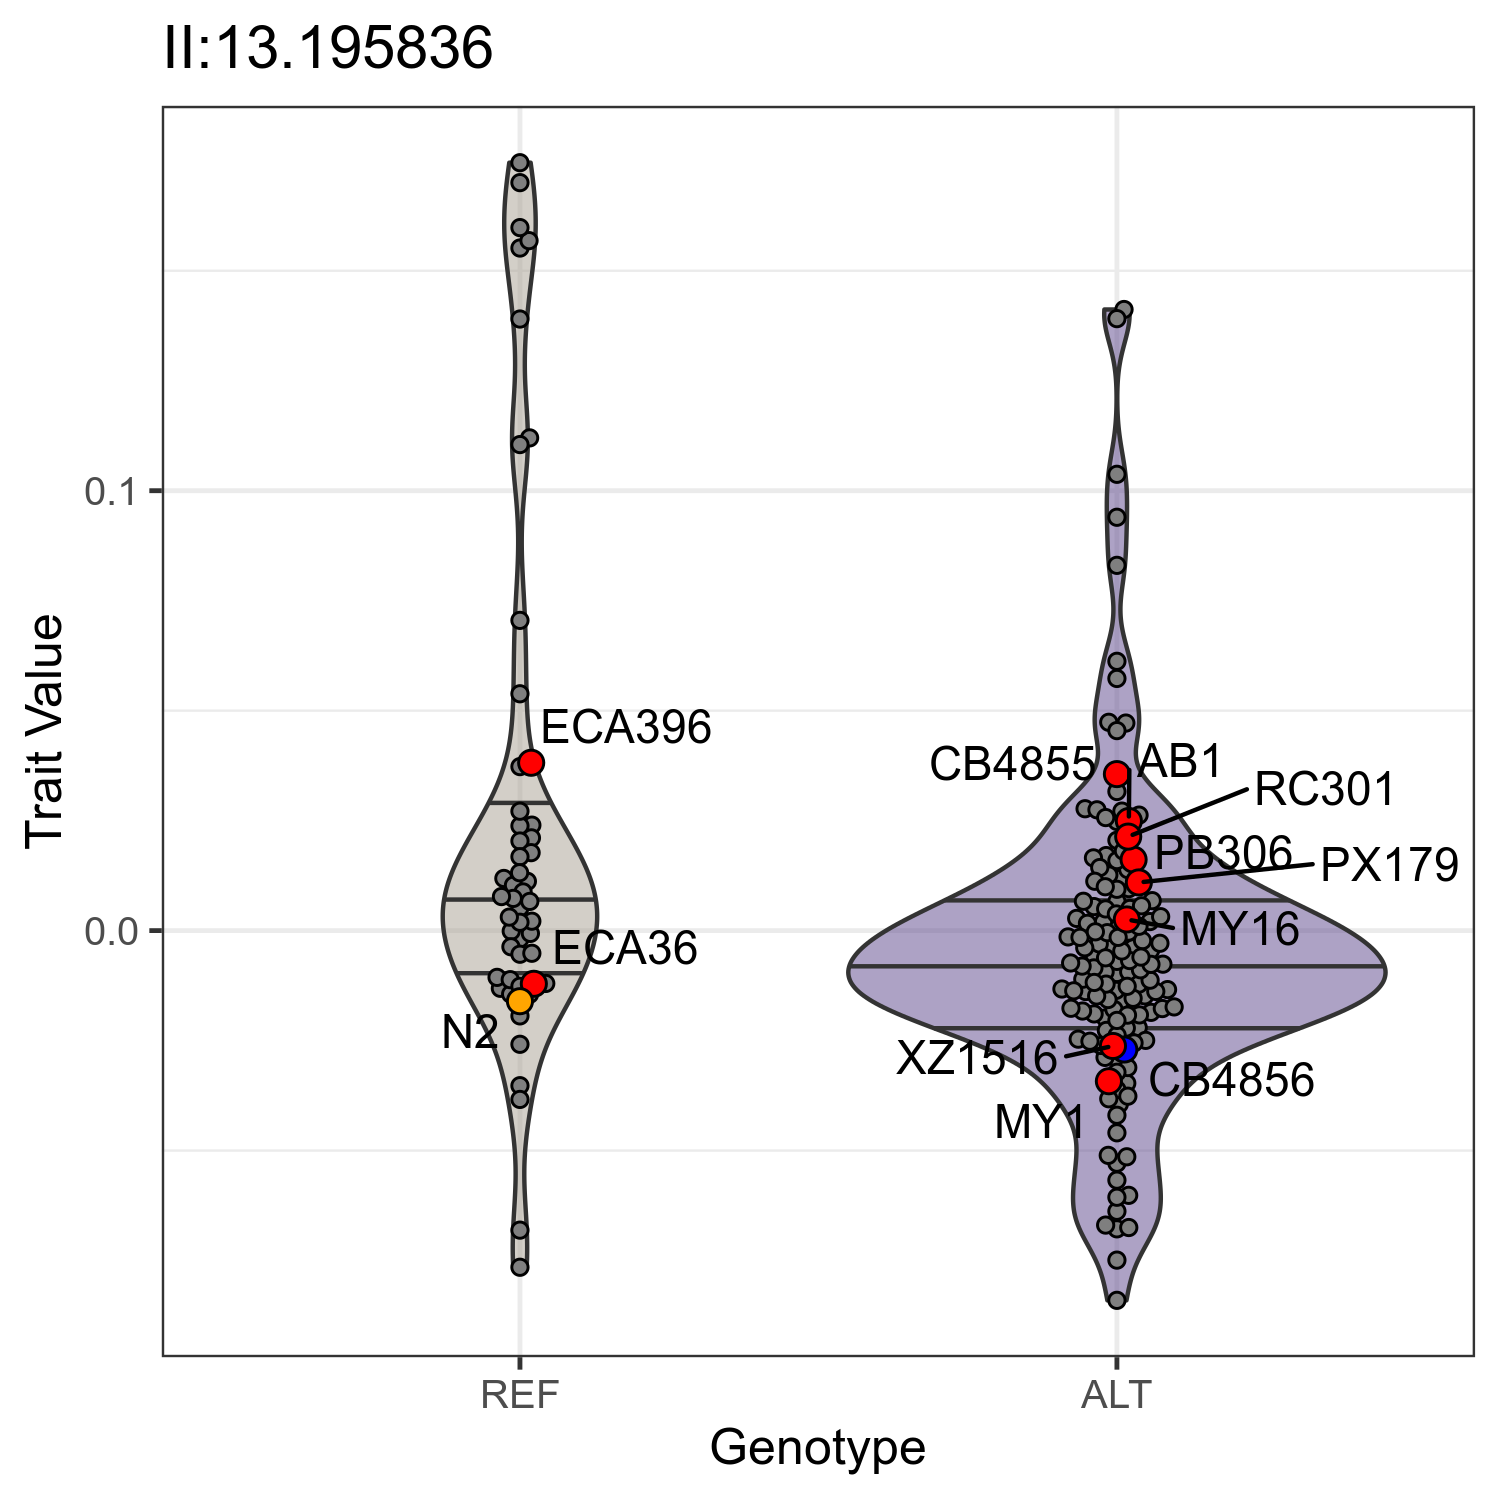 II:13.195836
Trait Value
0.1
0.0
ECA396
ECA36
N2
CB4855
AB1
RC301
PB306
PX179
MY16
XZ1516
CB4856
MY1
REF
ALT
Genotype